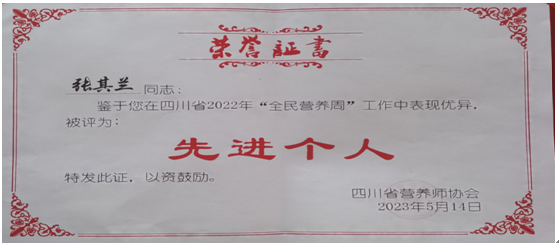 荣誉証書
张其兰 同志：
鉴于您在四川省2022年“全民营养周”工作中表现优异，
被评为：
先进个人
特发此证，以资鼓励。
四川省营养师协会
2023年5月14日